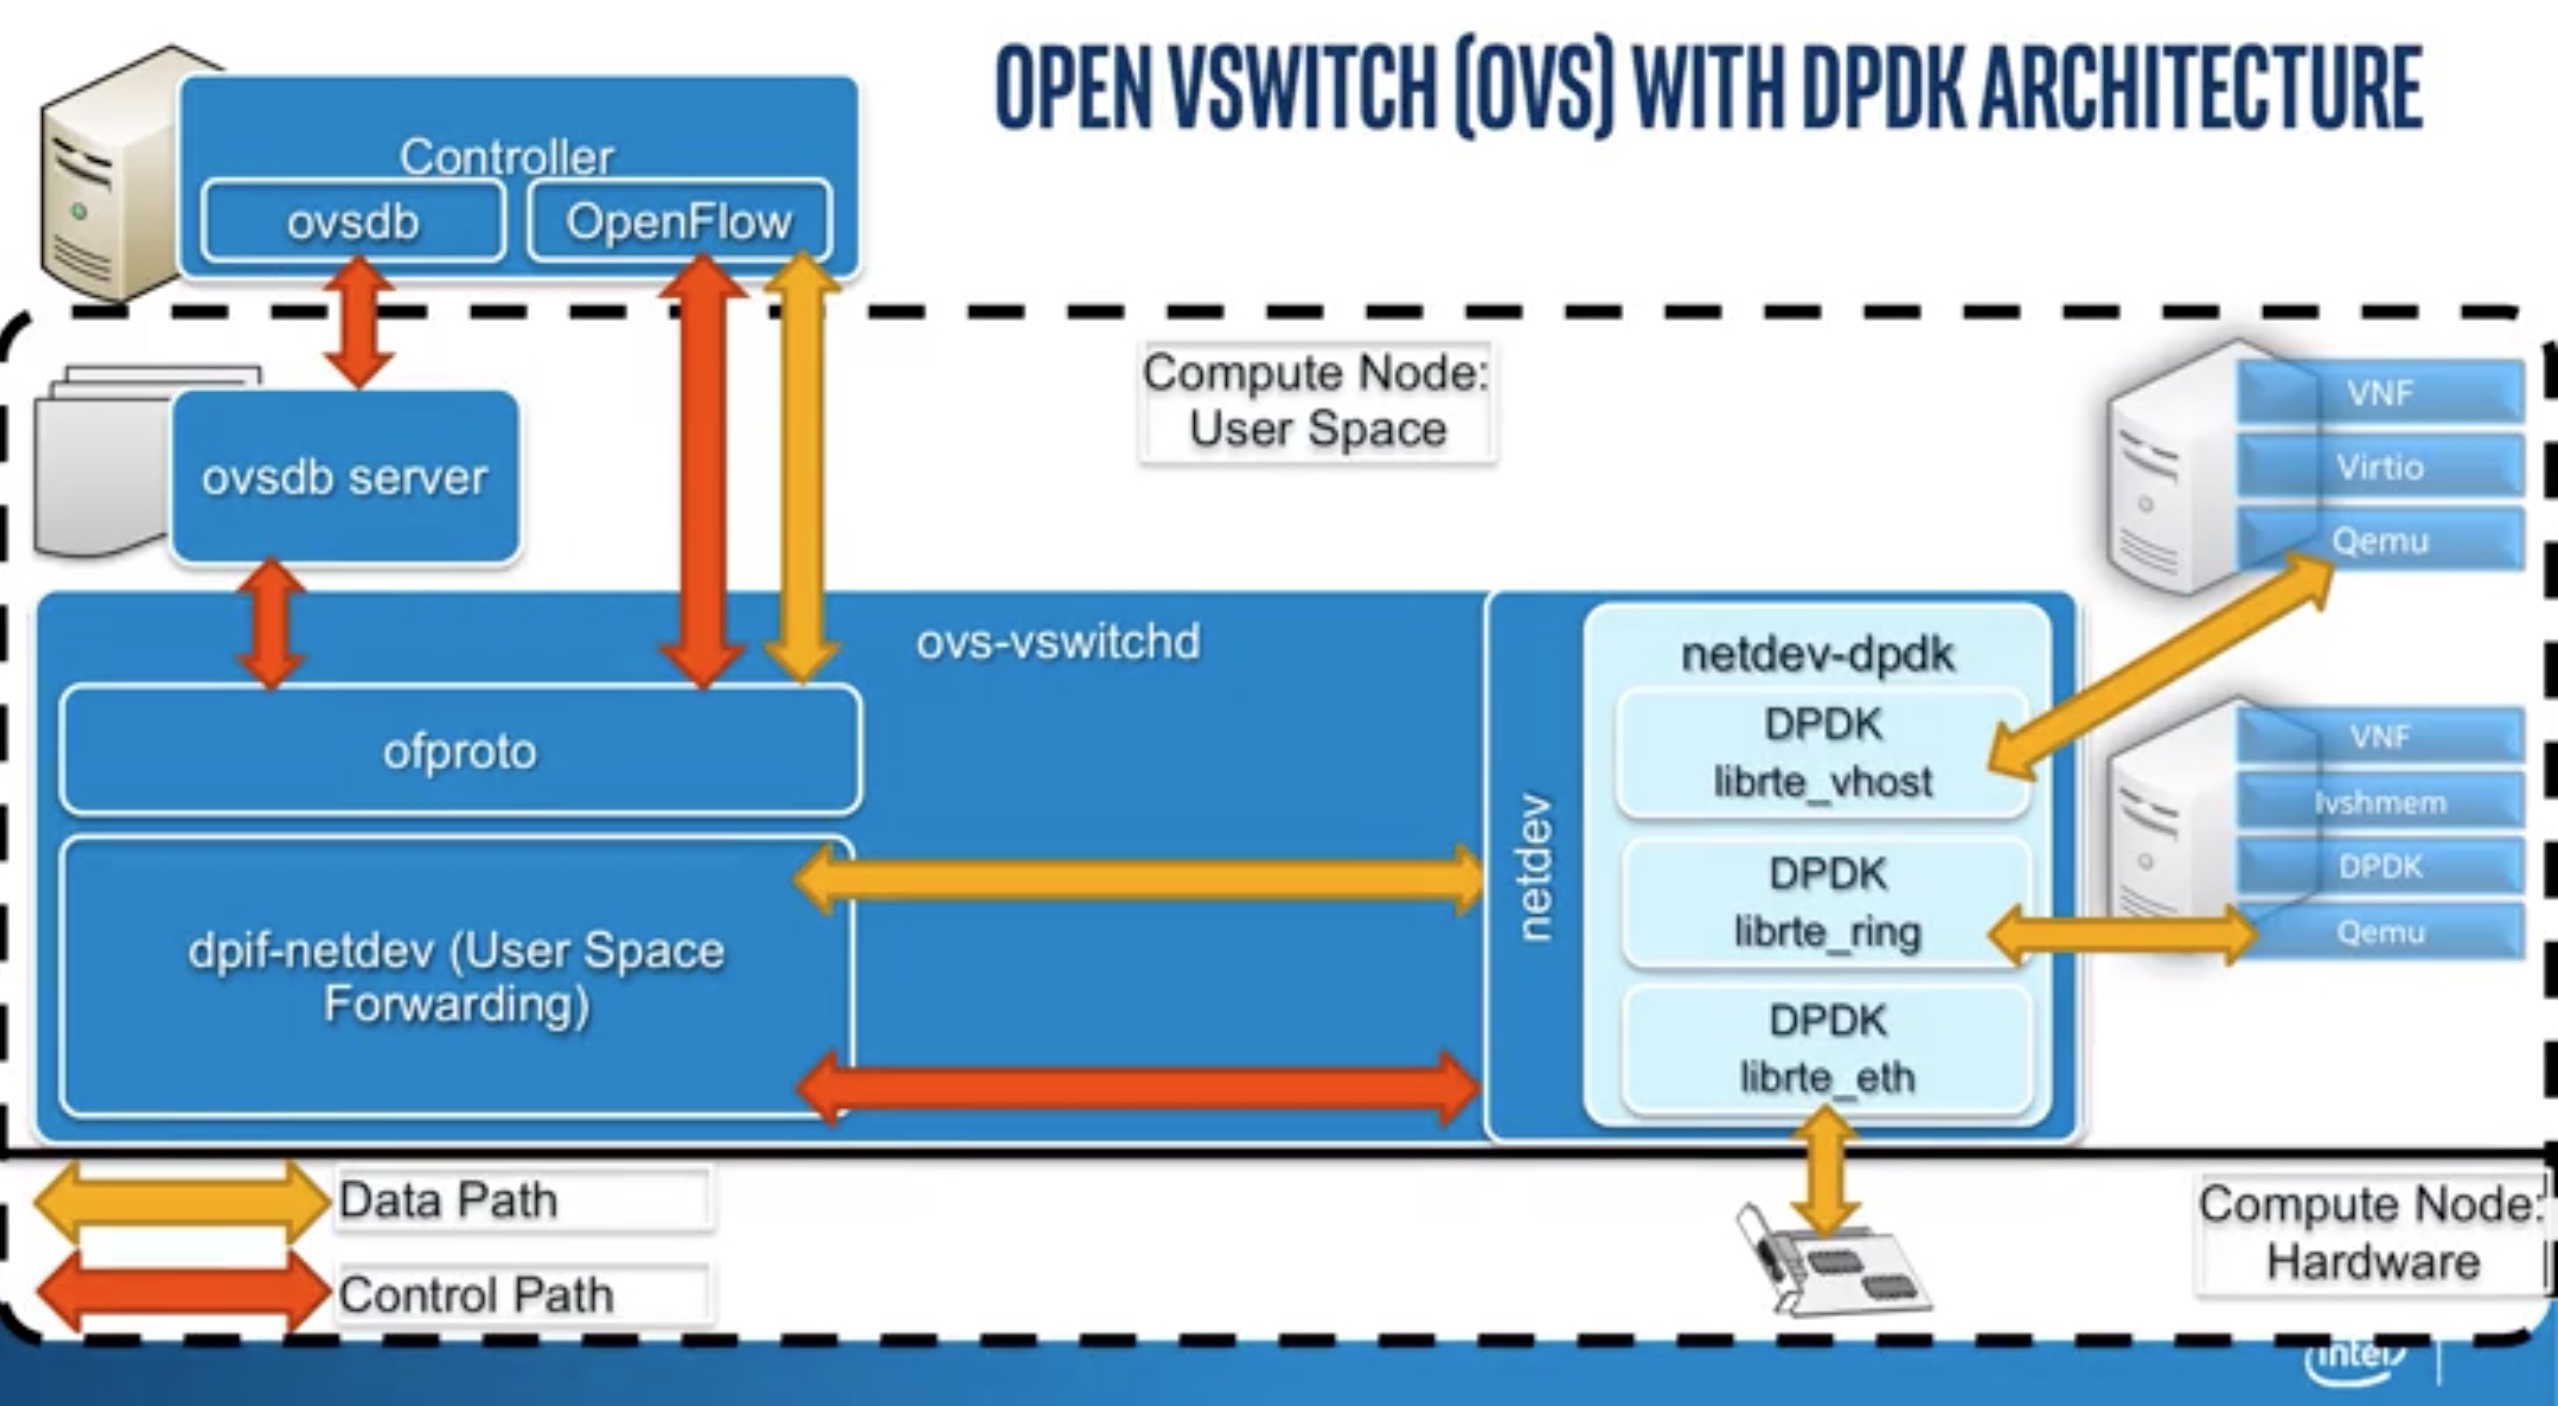 OPEN VSWITCH (OVS) WITH DPDK ARCHITECTURE
Controller
ovsdb
OpenFlow
Compute Node:
User Space
ovsdb server
VNF
Virtio
Qemu
ovs-vswitchd
ofproto
dpif-netdev (User Space
Forwarding)
netdev
netdev-dpdk
DPDK
librte_vhost
DPDK
librte_ring
DPDK
librte_eth
VNF
Ivshmem
DPDK
Qemu
Data Path
Control Path
Compute Node:
Hardware
intel